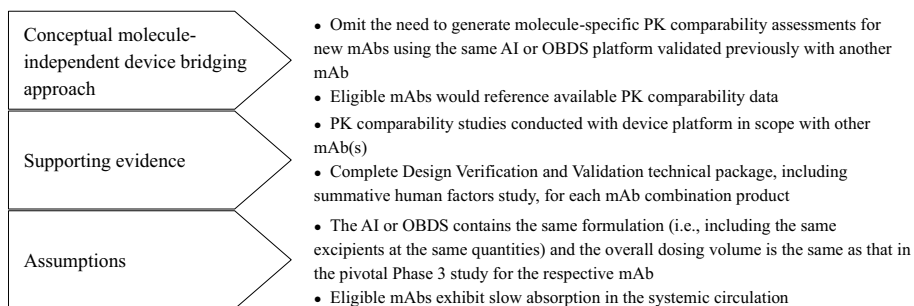 Conceptual molecule-
independent device bridging
approach
• Omit the need to generate molecule-specific PK comparability assessments for
new mAbs using the same AI or OBDS platform validated previously with another
mAb
• Eligible mAbs would reference available PK comparability data
Supporting evidence
• PK comparability studies conducted with device platform in scope with other
mAb(s)
• Complete Design Verification and Validation technical package, including
summative human factors study, for each mAb combination product
Assumptions
• The AI or OBDS contains the same formulation (i.e., including the same
excipients at the same quantities) and the overall dosing volume is the same as that in
the pivotal Phase 3 study for the respective mAb
• Eligible mAbs exhibit slow absorption in the systemic circulation